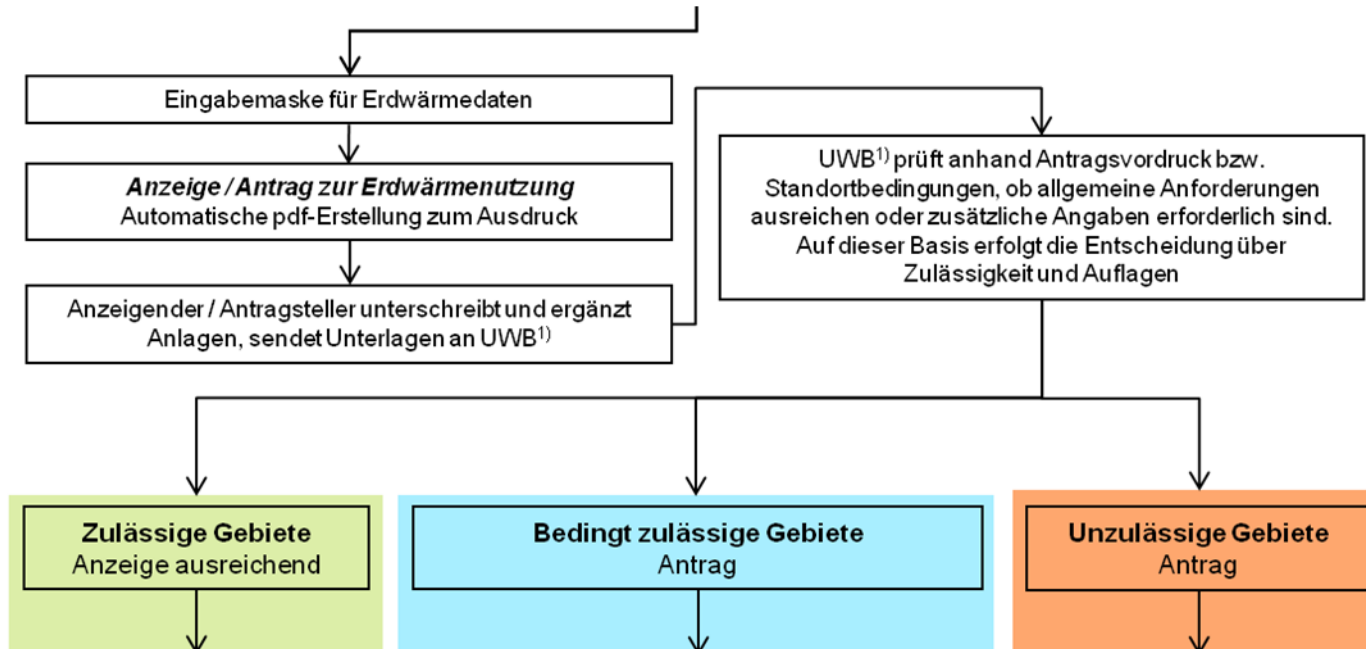 Eingabemaske für Erdwärmedaten
Anzeige / Antrag zur Erdwärmenutzung
Automatische pdf-Erstellung zum Ausdruck
Anzeigender / Antragsteller unterschreibt und ergänzt
Anlagen, sendet Unterlagen an UWB1)
UWB1) prüft anhand Antragsvordruck bzw.
Standortbedingungen, ob allgemeine Anforderungen
ausreichen oder zusätzliche Angaben erforderlich sind.
Auf dieser Basis erfolgt die Entscheidung über
Zulässigkeit und Auflagen
Zulässige Gebiete
Anzeige ausreichend
Bedingt zulässige Gebiete
Antrag
Unzulässige Gebiete
Antrag